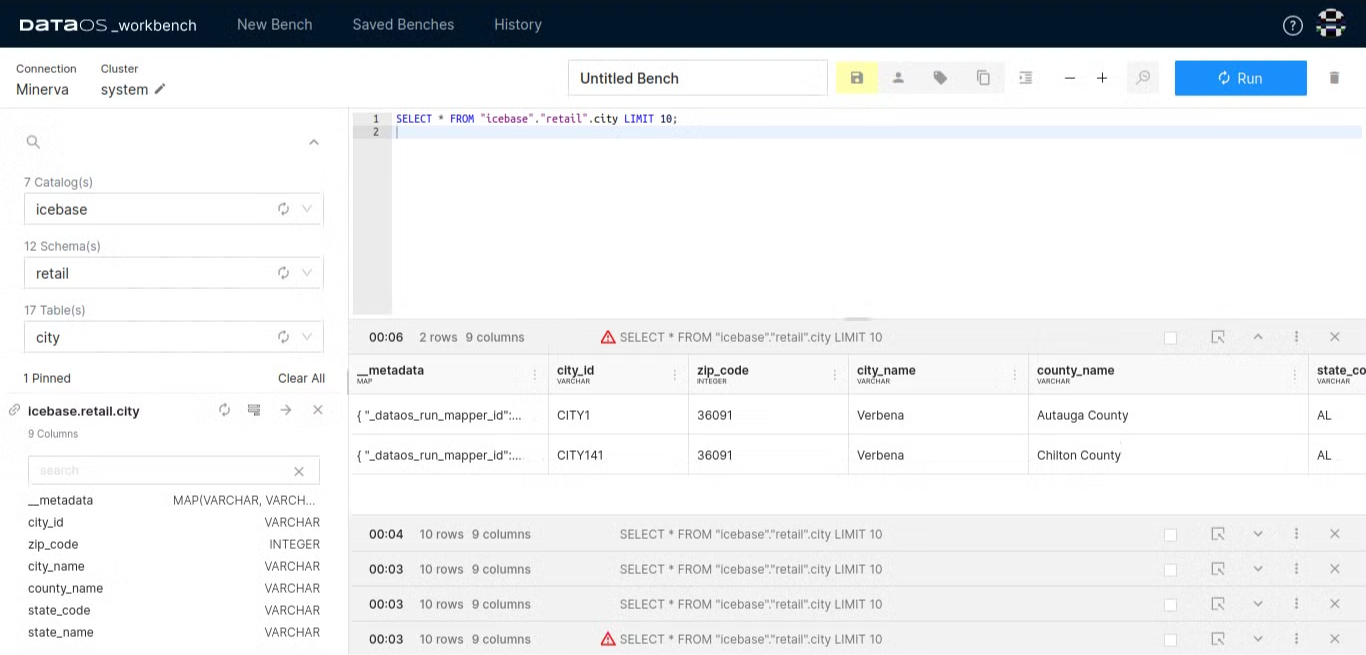 DATAOS _workbench New Bench Saved Benches History ?
Connection Cluster
Minerva system
Untitled Bench Run
7 Catalog(s)
icebase
12 Schema(s)
retail
17 Table(s)
city
1 Pinned Clear All
icebase.retail.city
9 Columns
search
__metadata MAP(VARCHAR, VARCH...
city_id VARCHAR
zip_code INTEGER
city_name VARCHAR
county_name VARCHAR
state_code VARCHAR
state_name VARCHAR
1 SELECT * FROM "icebase"."retail".city LIMIT 10;
2
00:06 2 rows 9 columns SELECT * FROM "icebase"."retail".city LIMIT 10
__metadata city_id zip_code city_name county_name state_co
MAP VARCHAR INTEGER VARCHAR VARCHAR VARCHAR
{ "_dataos_run_mapper_id":... CITY1 36091 Verbena Autauga County AL
{ "_dataos_run_mapper_id":... CITY141 36091 Verbena Chilton County AL
00:04 10 rows 9 columns SELECT * FROM "icebase"."retail".city LIMIT 10
00:03 10 rows 9 columns SELECT * FROM "icebase"."retail".city LIMIT 10
00:03 10 rows 9 columns SELECT * FROM "icebase"."retail".city LIMIT 10
00:03 10 rows 9 columns SELECT * FROM "icebase"."retail".city LIMIT 10